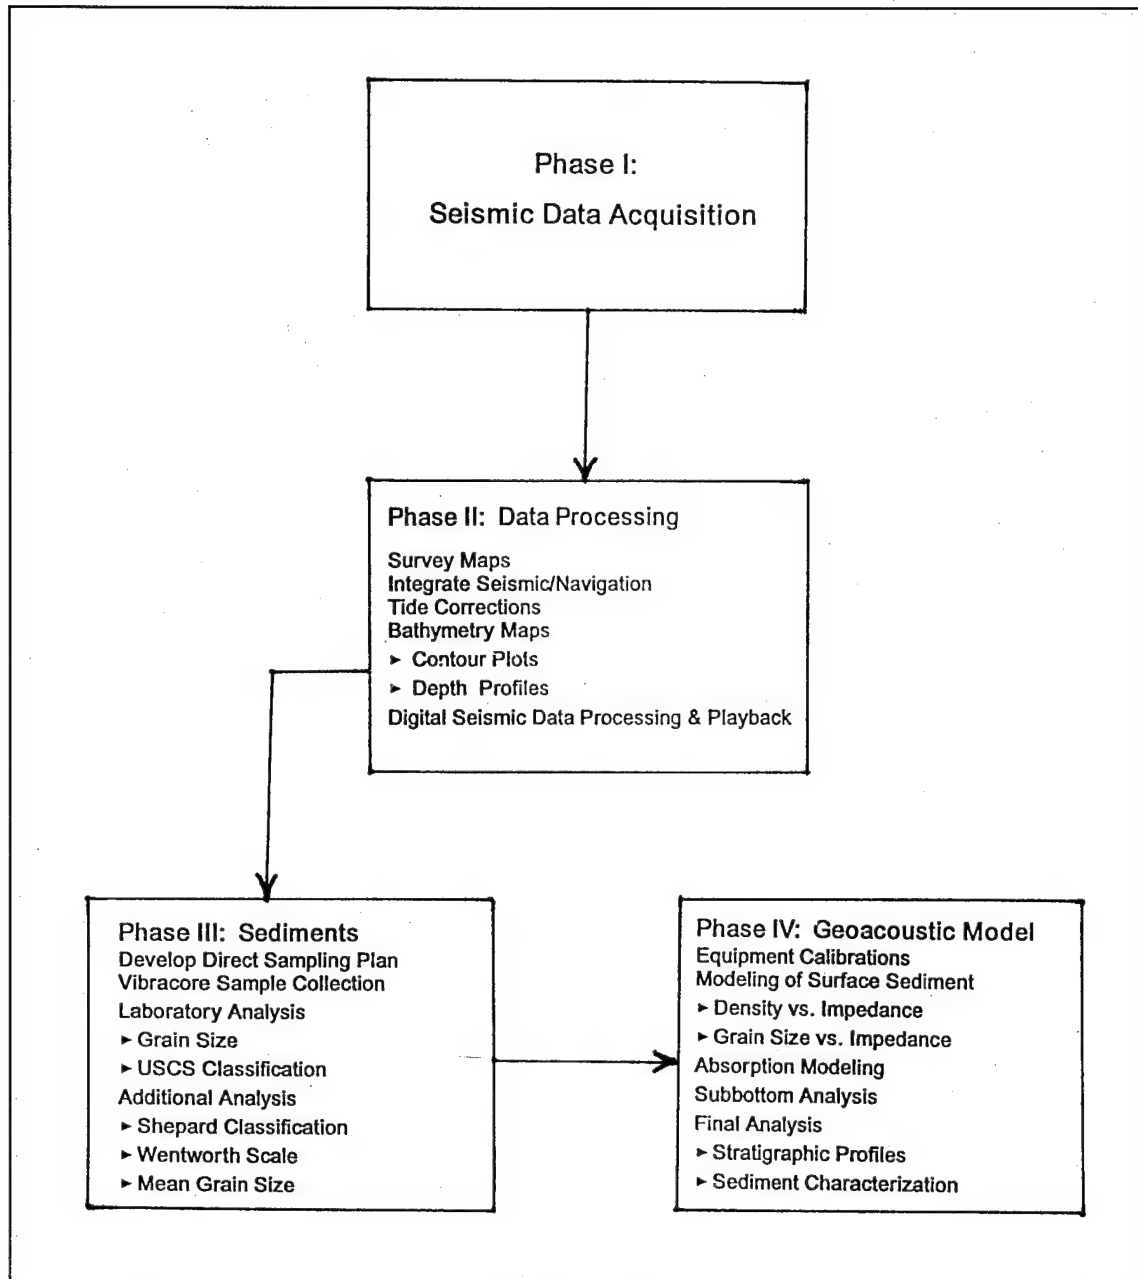 Phase I:
Seismic Data Acquisition
Phase II: Data Processing
Survey Maps
Integrate Seismic/Navigation
Tide Corrections
Bathymetry Maps
► Contour Plots
► Depth Profiles
Digital Seismic Data Processing & Playback
Phase III: Sediments
Develop Direct Sampling Plan
Vibracore Sample Collection
Laboratory Analysis
► Grain Size
► USCS Classification
Additional Analysis
► Shepard Classification
► Wentworth Scale
► Mean Grain Size
Phase IV: Geoacoustic Model
Equipment Calibrations
Modeling of Surface Sediment
► Density vs. Impedance
► Grain Size vs. Impedance
Absorption Modeling
Subbottom Analysis
Final Analysis
► Stratigraphic Profiles
► Sediment Characterization